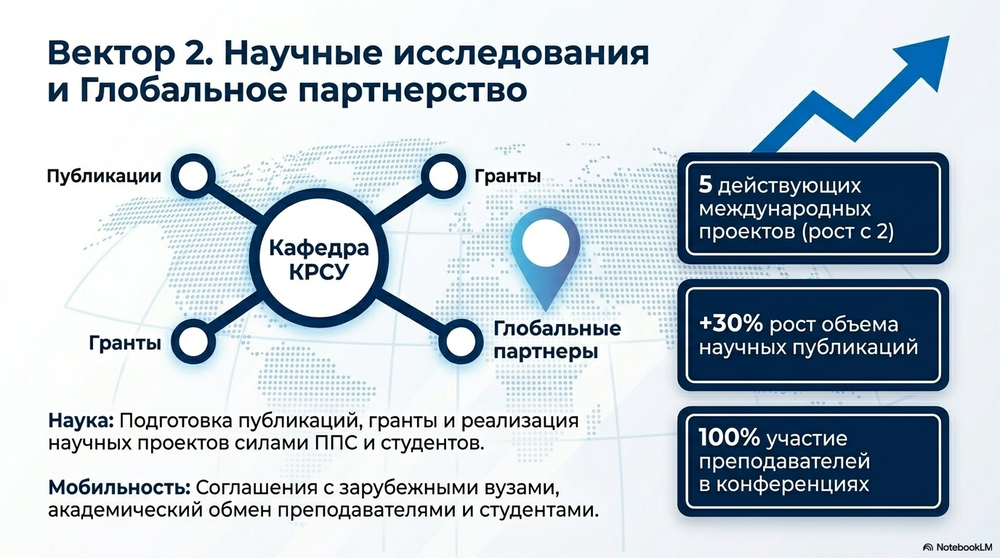 Вектор 2. Научные исследования
и Глобальное партнерство
Публикации
Гранты
Кафедра
КРСУ
Гранты
Глобальные
партнеры
Наука: Подготовка публикаций, гранты и реализация
научных проектов силами ППС и студентов.
Мобильность: Соглашения с зарубежными вузами,
академический обмен преподавателями и студентами.
5 действующих
международных
проектов (рост с 2)
+30% рост объема
научных публикаций
100% участие
преподавателей
в конференциях
NotebookLM